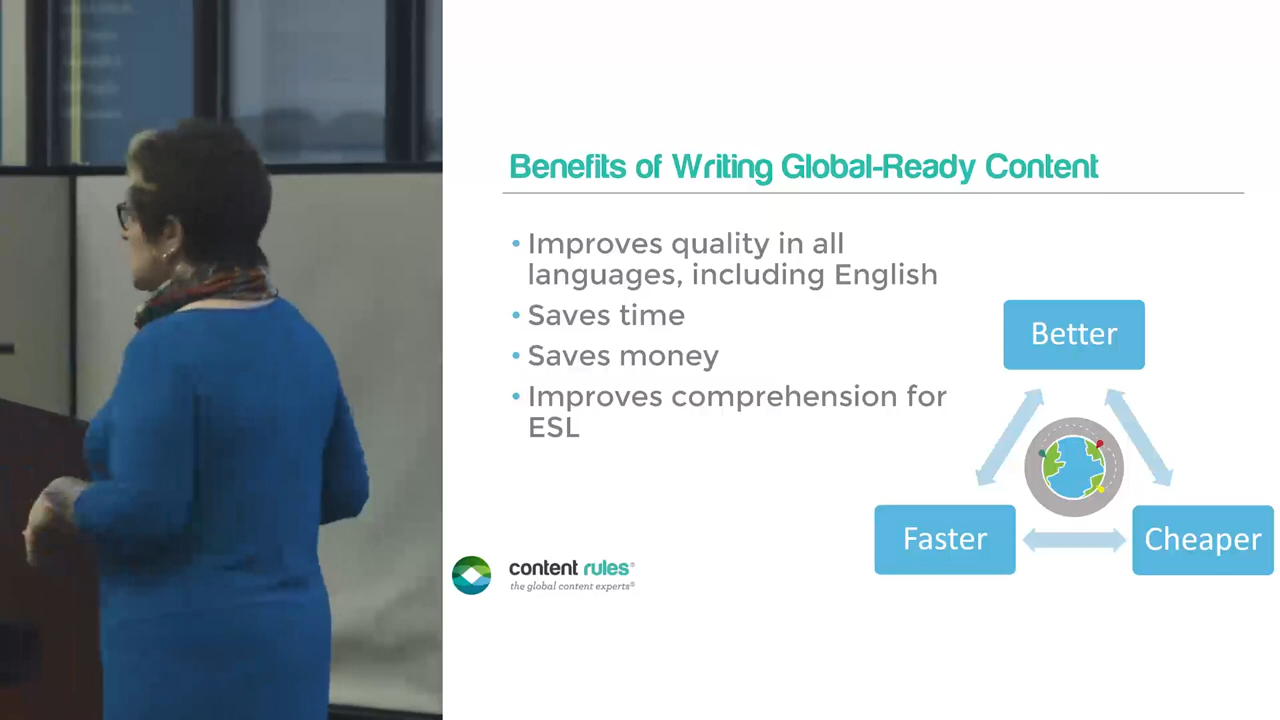 Benefits of Writing Global-Ready Content
• Improves quality in all
languages, including English
• Saves time
• Saves money
• Improves comprehension for
ESL
Better
Faster
Cheaper
content rules®
the global content experts®